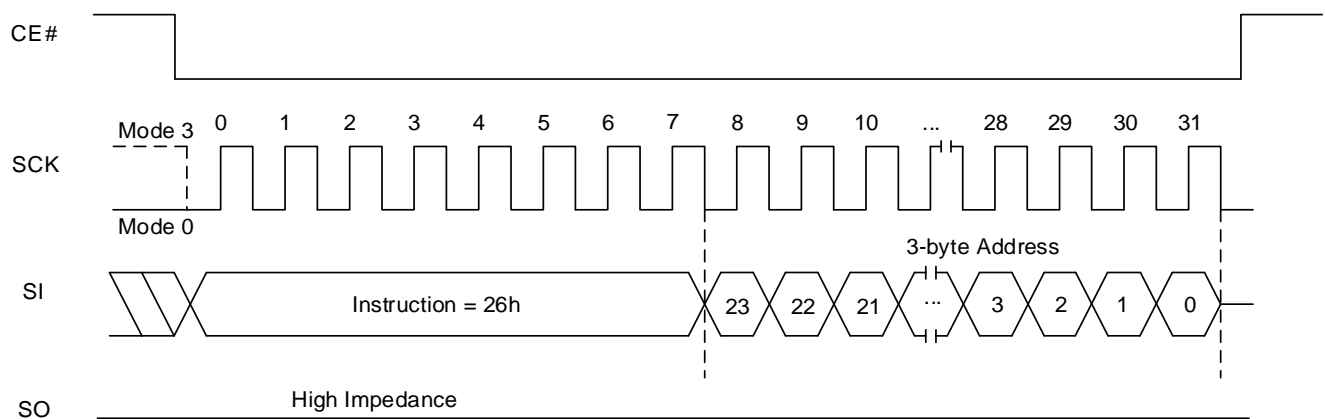 CE#
0 1 2 3 4 5 6 7 8 9 10 ... 28 29 30 31
Mode 3
SCK
Mode 0
3-byte Address
SI
Instruction = 26h 23 22 21 ... 3 2 1 0
High Impedance
SO